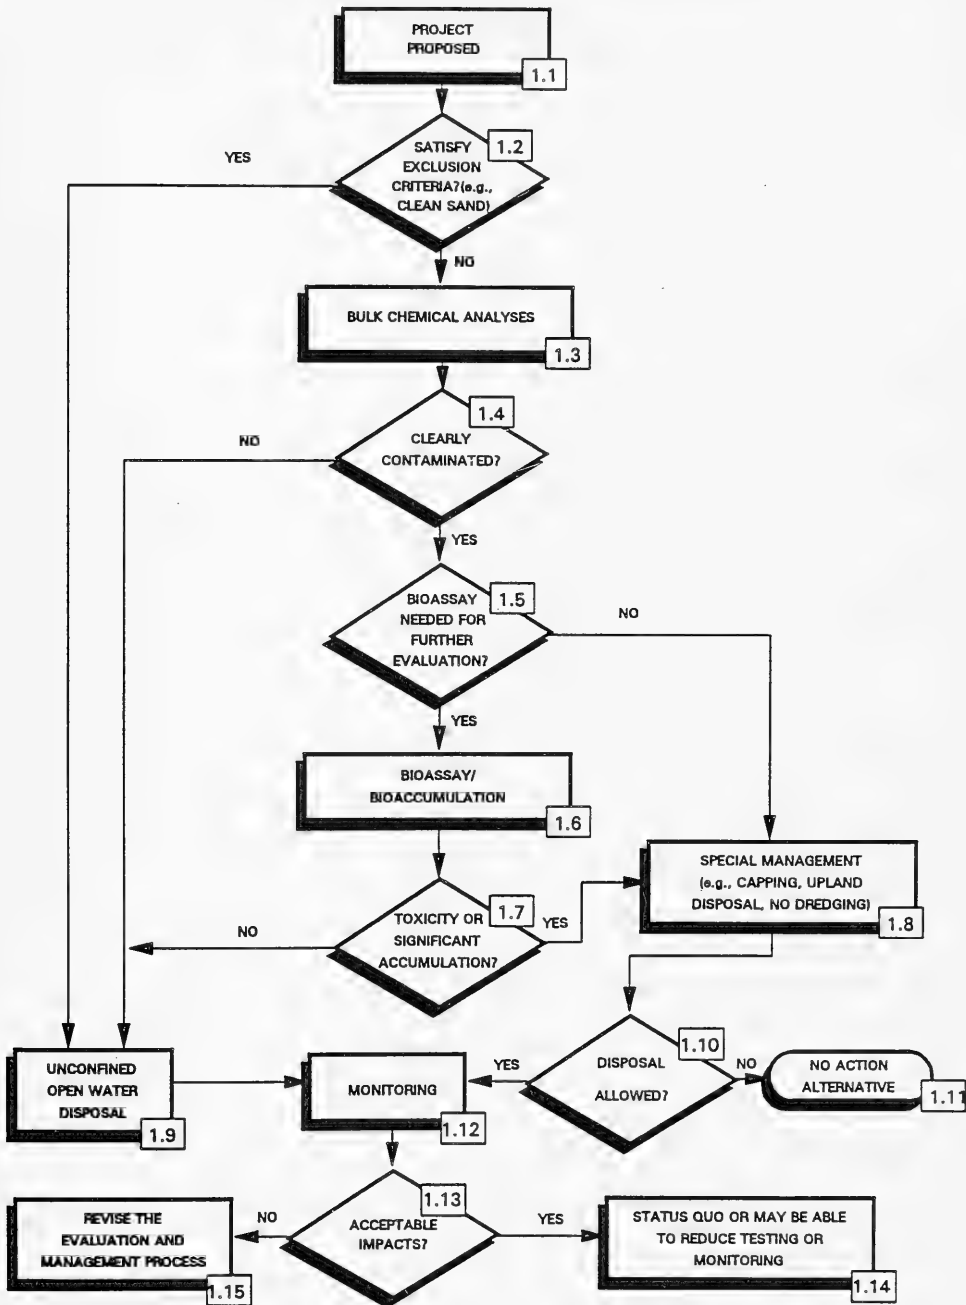 PROJECT
PROPOSED
1.1
1.2
SATISFY
EXCLUSION
CRITERIA?(e.g.,
CLEAN SAND)
YES
NO
BULK CHEMICAL ANALYSES
1.3
1.4
CLEARLY
CONTAMINATED?
NO
YES
BIOASSAY
1.5
NEEDED FOR
FURTHER
EVALUATION?
NO
YES
BIOASSAY/
BIOACCUMULATION
1.6
1.7
TOXICITY OR
SIGNIFICANT
ACCUMULATION?
NO
YES
SPECIAL MANAGEMENT
(e.g., CAPPING, UPLAND
DISPOSAL, NO DREDGING)
1.8
UNCONFINED
OPEN WATER
DISPOSAL
1.9
MONITORING
1.12
YES
1.10
DISPOSAL
ALLOWED?
NO
NO ACTION
ALTERNATIVE
1.11
1.13
ACCEPTABLE
IMPACTS?
NO
YES
REVISE THE
EVALUATION AND
MANAGEMENT PROCESS
1.15
STATUS QUO OR MAY BE ABLE
TO REDUCE TESTING OR
MONITORING
1.14